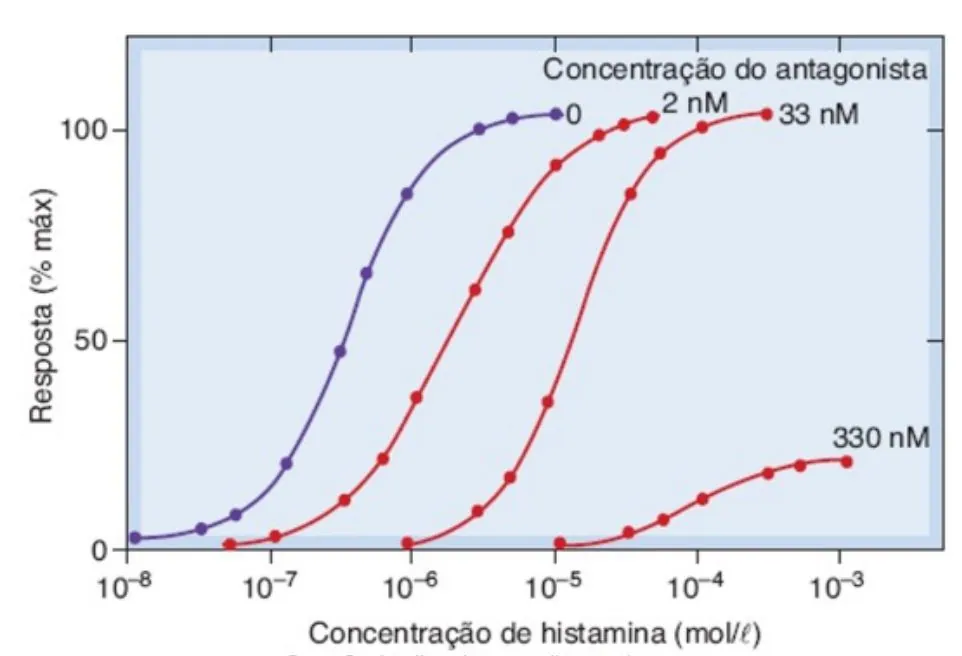 Concentração do antagonista
0
2 nM
33 nM
330 nM
Resposta (% máx)
100
50
0
10⁻⁸
10⁻⁷
10⁻⁶
10⁻⁵
10⁻⁴
10⁻³
Concentração de histamina (mol/ℓ)